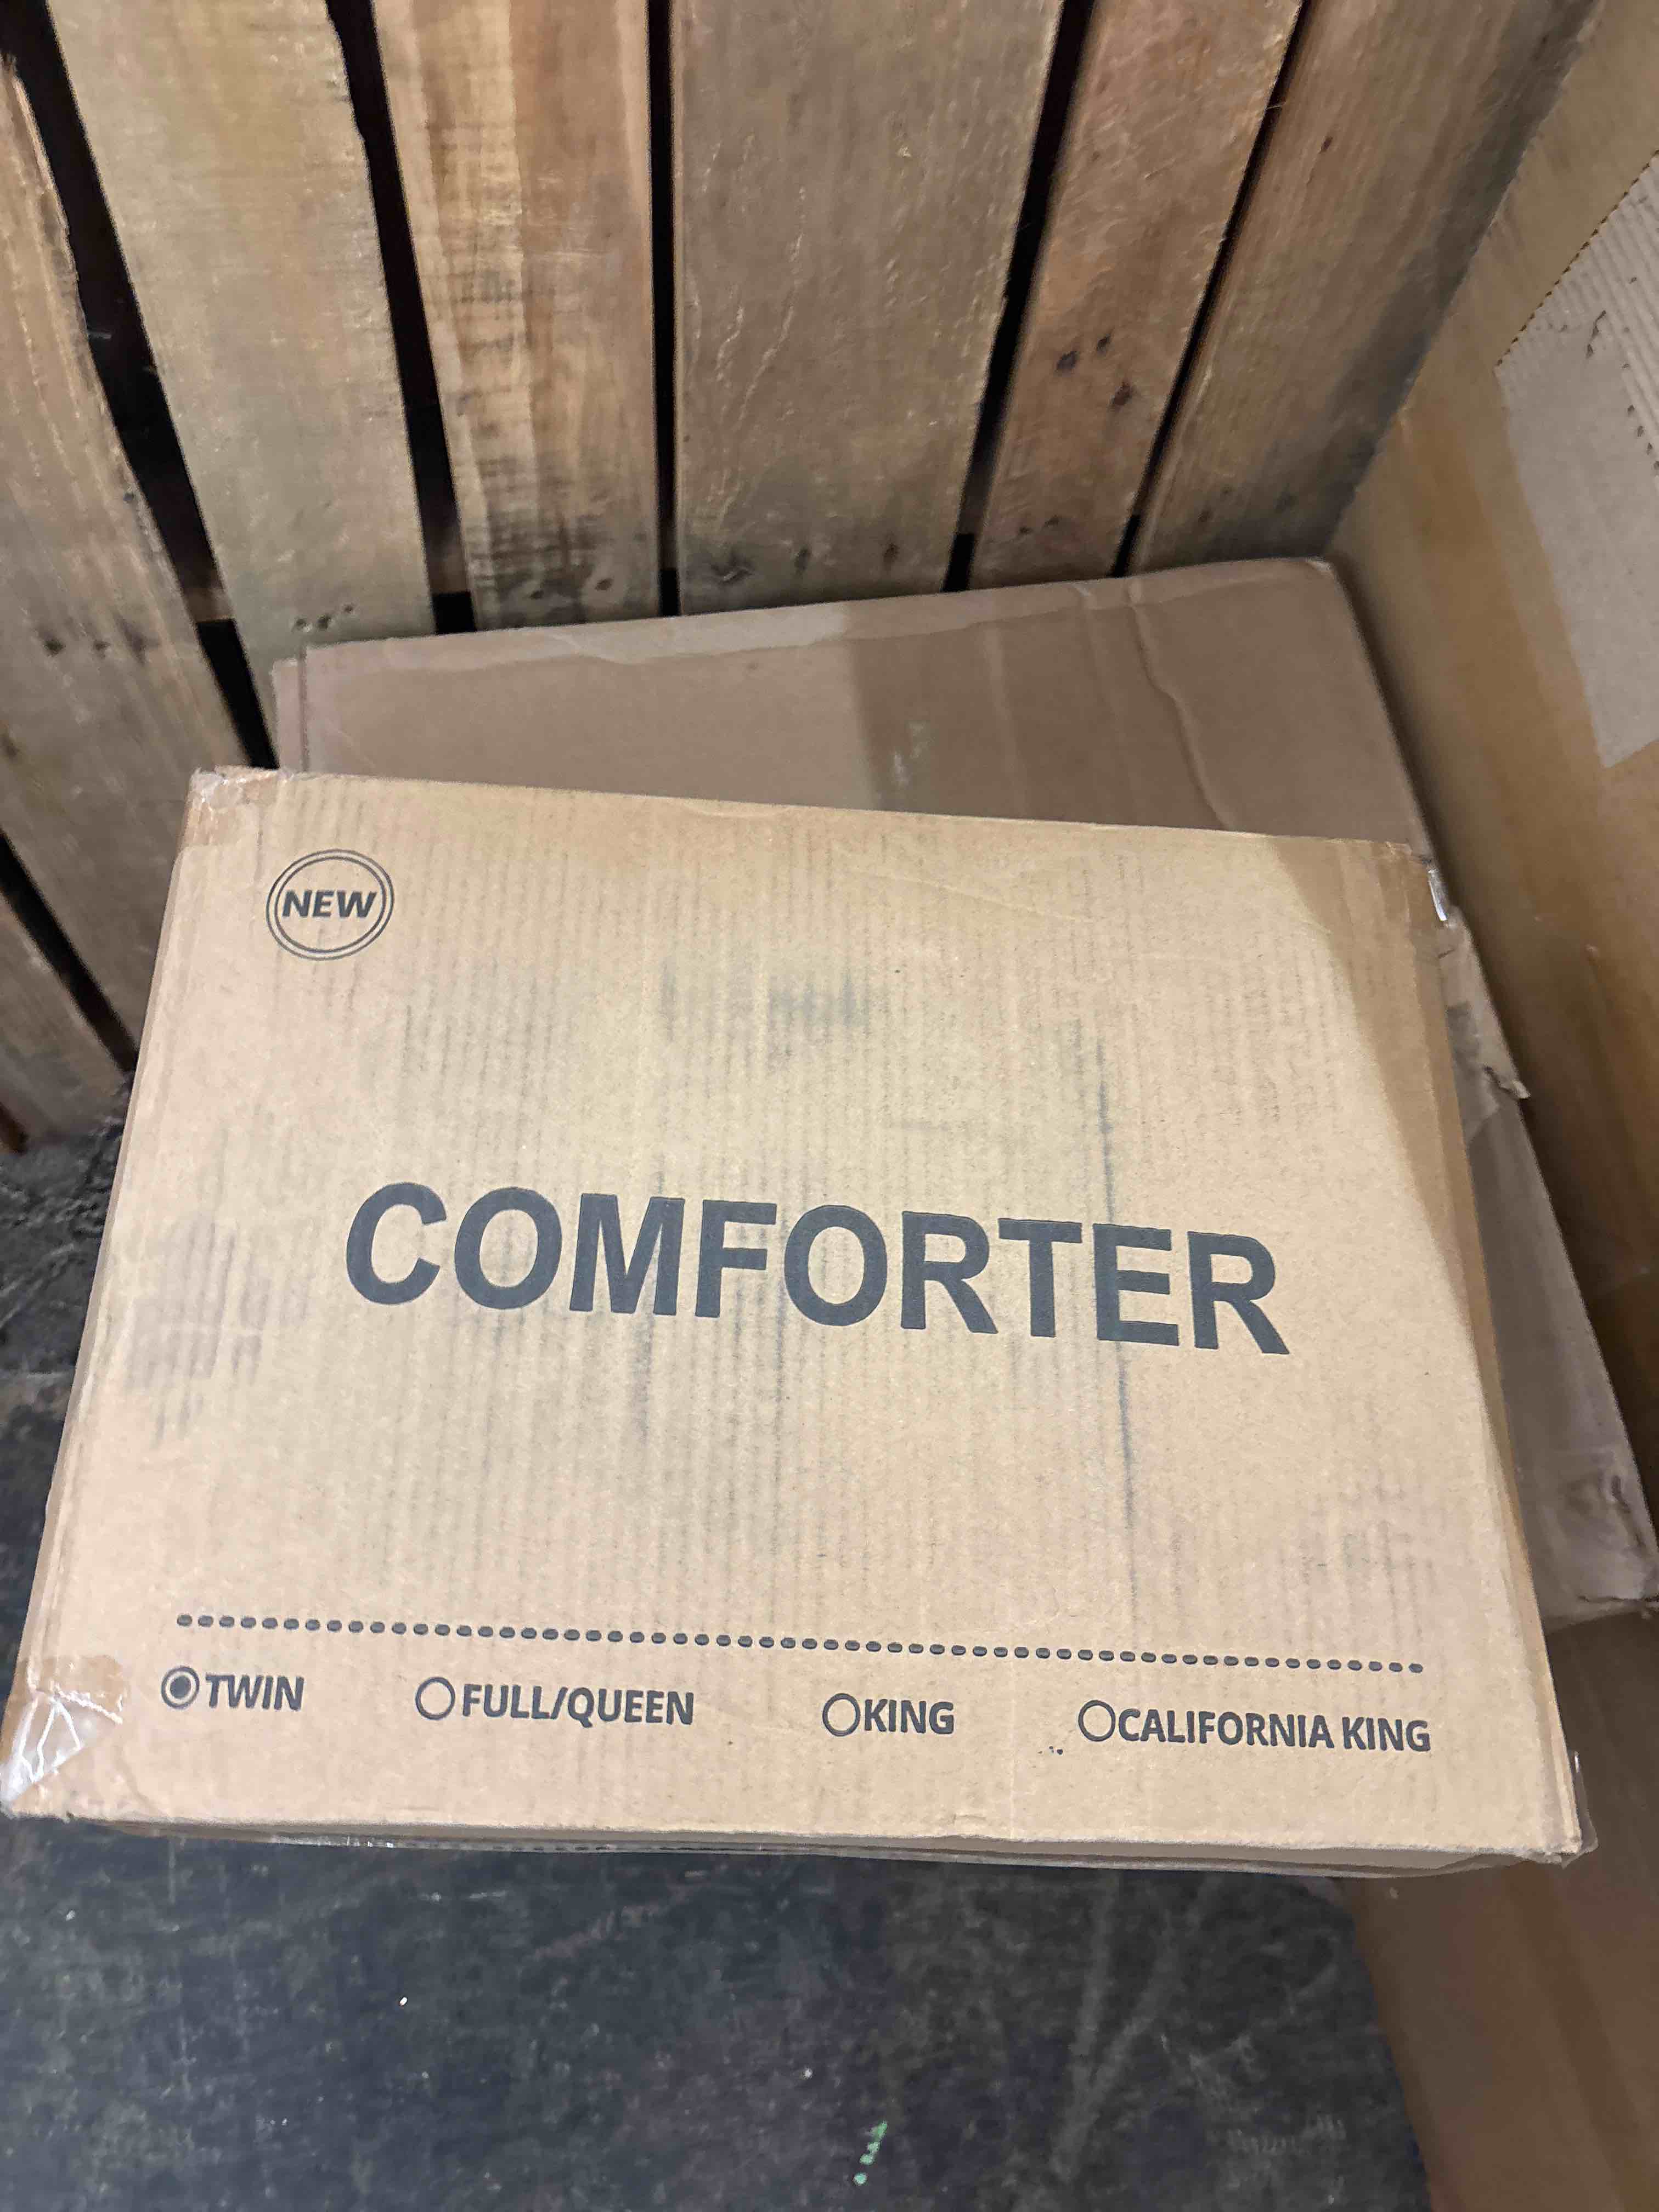 NEW
COMFORTER
TWIN FULL/QUEEN KING CALIFORNIA KING